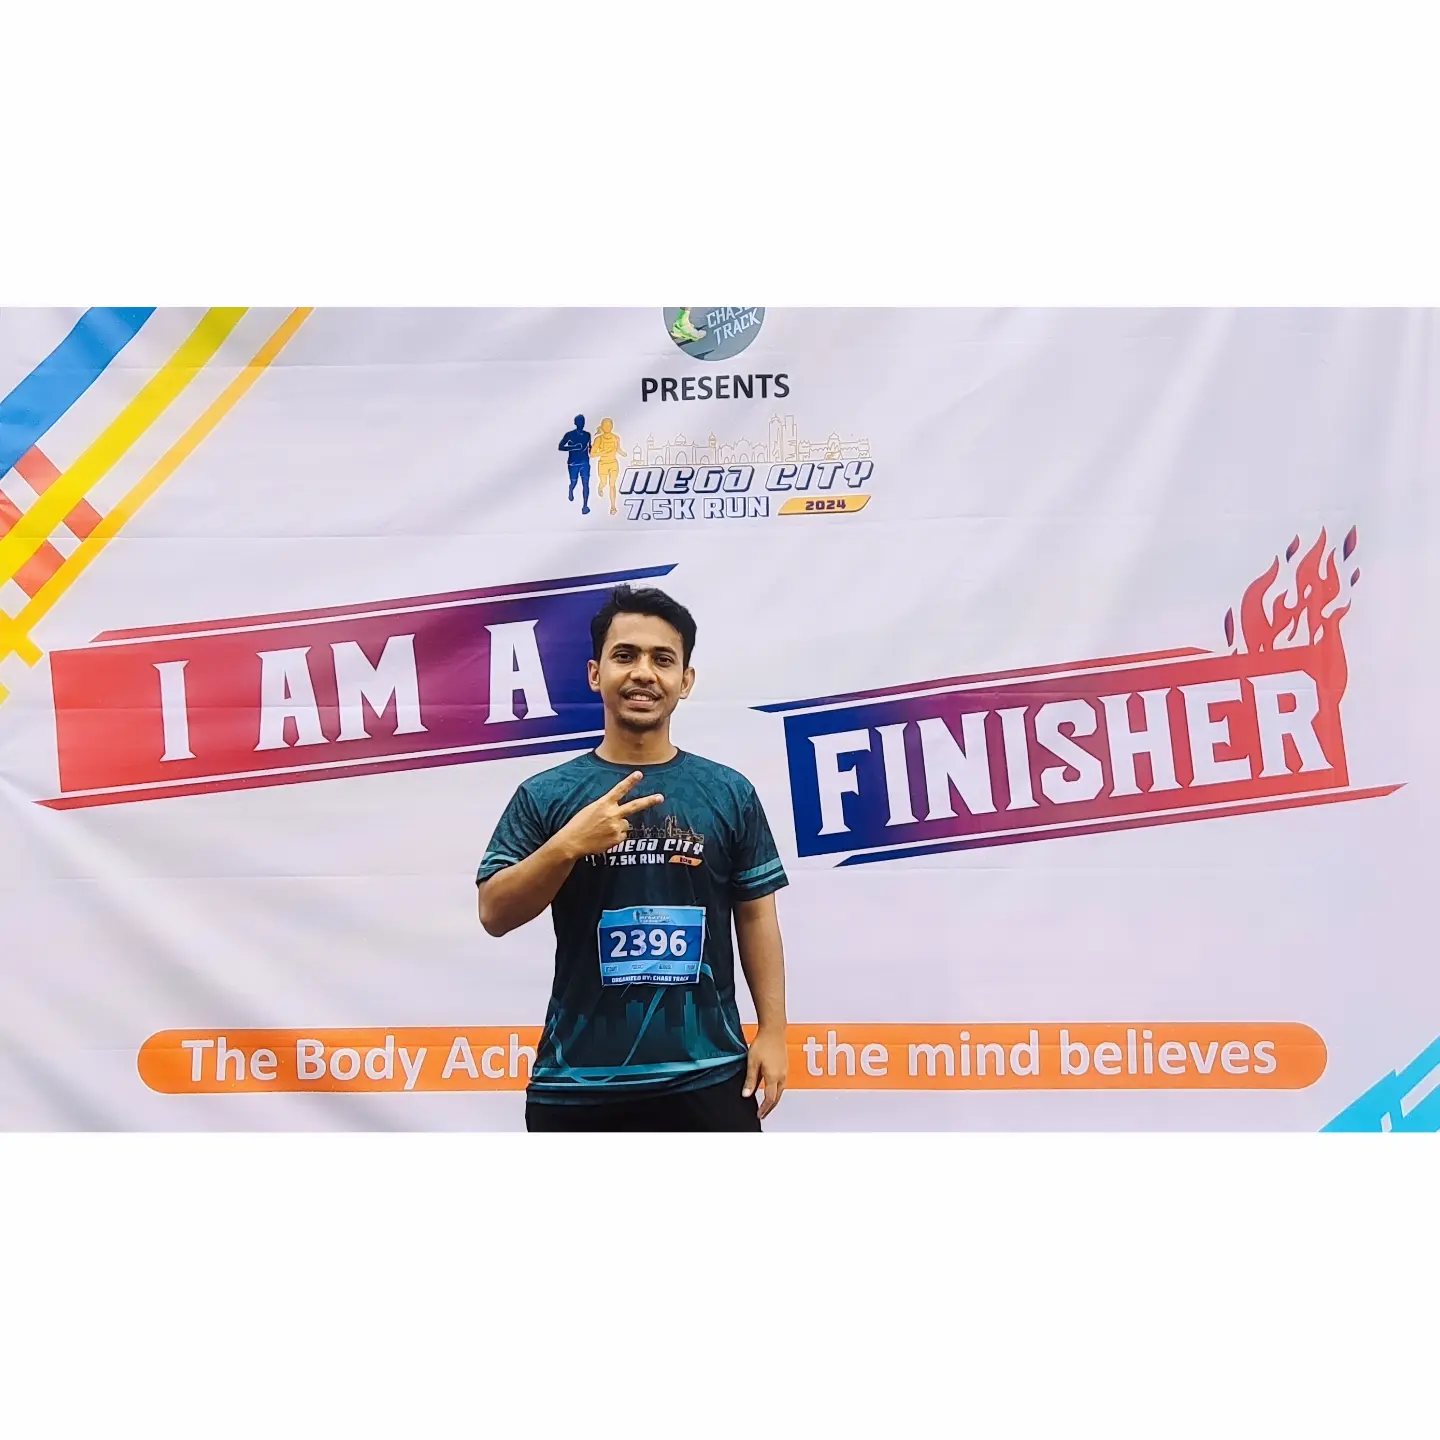 CHASE
TRACK
PRESENTS
MEGA CITY
7.5K RUN 2024
I AM A
FINISHER
MEGA CITY
7.5K RUN
2396
ORGANIZED BY: CHASE TRACK
The Body Ach the mind believes